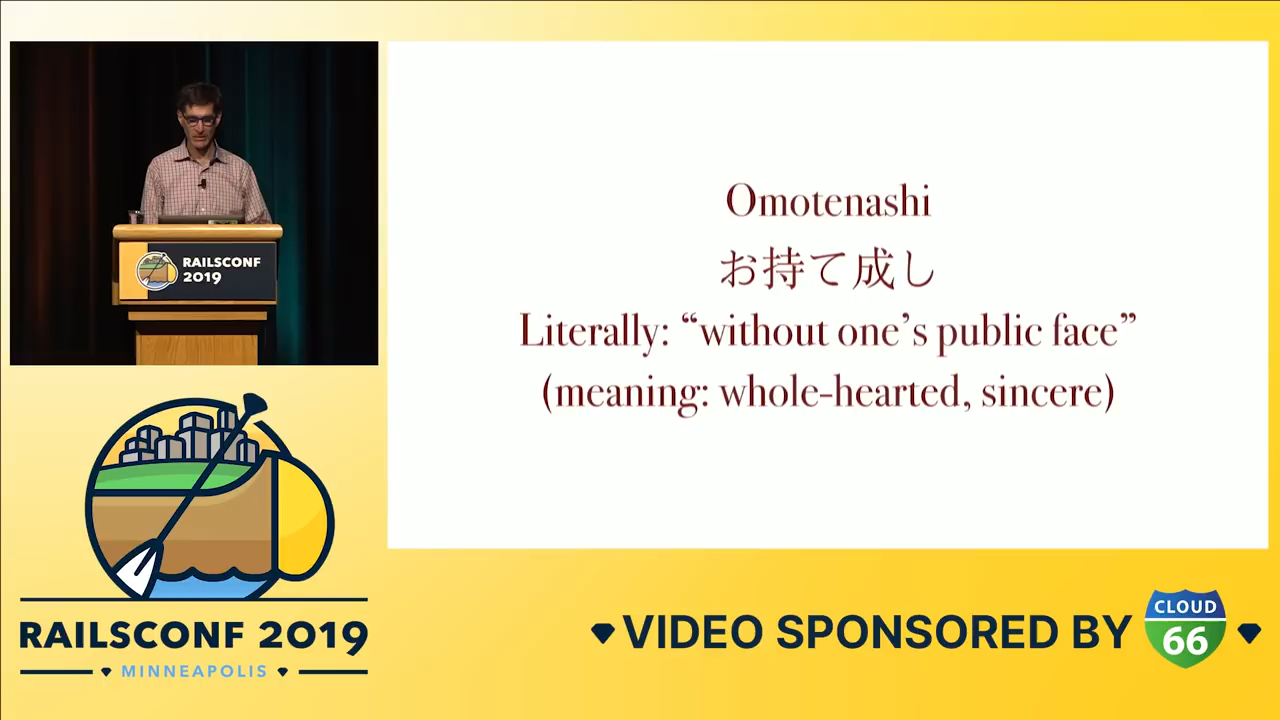 RAILSCONF
2019
Omotenashi
お持て成し
Literally: “without one’s public face”
(meaning: whole-hearted, sincere)
RAILSCONF 2019
MINNEAPOLIS
VIDEO SPONSORED BY
CLOUD
66